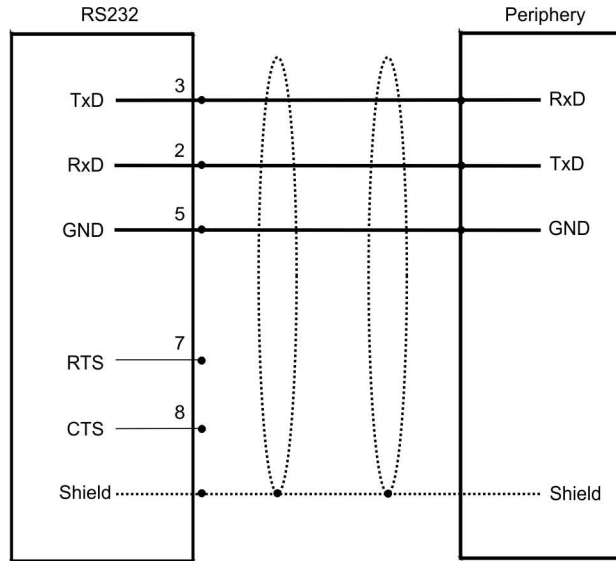 RS232 Periphery
TxD 3 RxD
RxD 2 TxD
GND 5 GND
RTS 7
CTS 8
Shield Shield